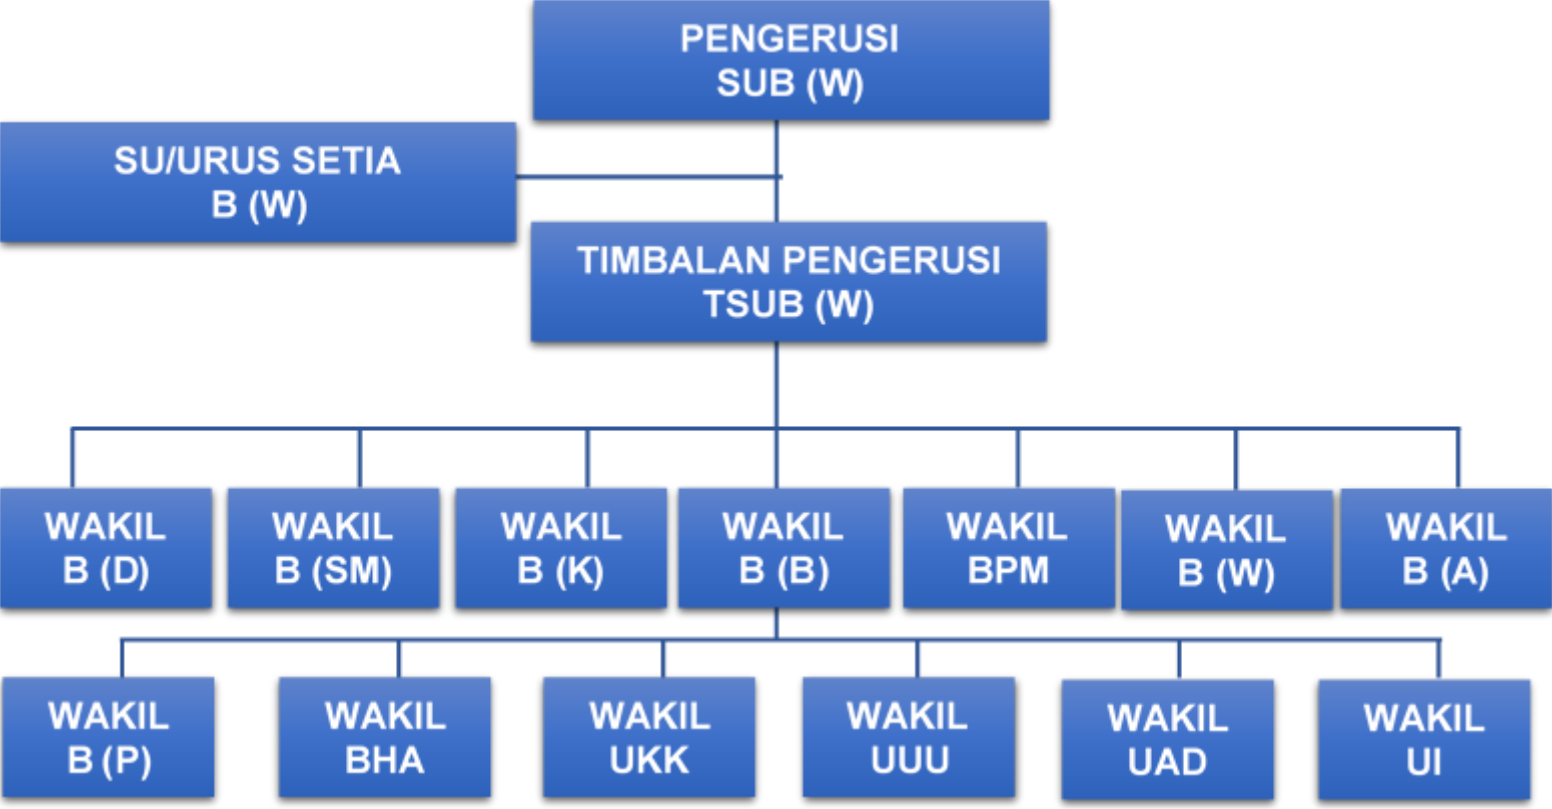 PENGERUSI
SUB (W)
SU/URUS SETIA
B (W)
TIMBALAN PENGERUSI
TSUB (W)
WAKIL
B (D)
WAKIL
B (SM)
WAKIL
B (K)
WAKIL
B (B)
WAKIL
BPM
WAKIL
B (W)
WAKIL
B (A)
WAKIL
B (P)
WAKIL
BHA
WAKIL
UKK
WAKIL
UUU
WAKIL
UAD
WAKIL
UI